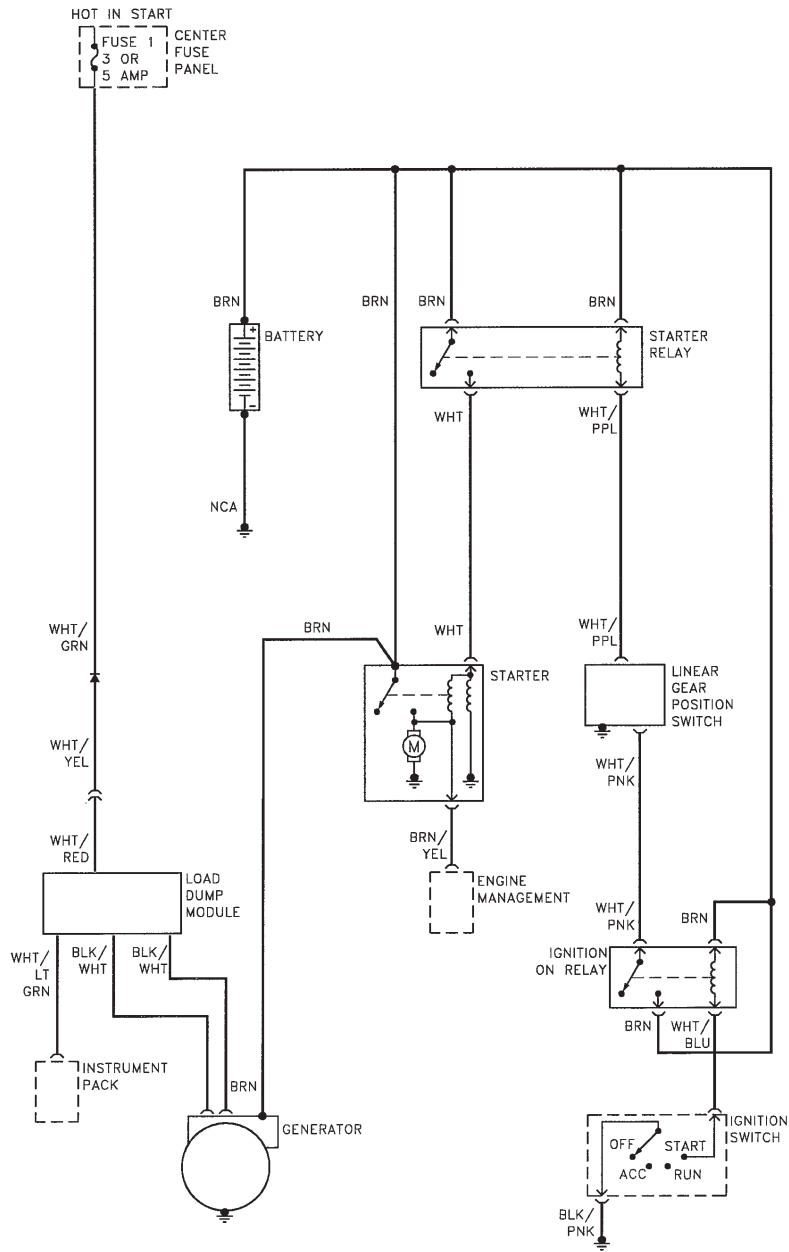 HOT IN START
FUSE 1
3 OR
5 AMP
CENTER
FUSE
PANEL
BRN
BRN
BRN
BRN
+
BATTERY
-
STARTER
RELAY
WHT
WHT/
PPL
NCA
WHT/
GRN
BRN
WHT
WHT/
PPL
STARTER
M
LINEAR
GEAR
POSITION
SWITCH
WHT/
YEL
WHT/
PNK
WHT/
RED
BRN/
YEL
LOAD
DUMP
MODULE
ENGINE
MANAGEMENT
WHT/
PNK
BRN
WHT/
LT
GRN
BLK/
WHT
BLK/
WHT
IGNITION
ON RELAY
BRN
WHT/
BLU
INSTRUMENT
PACK
BRN
GENERATOR
IGNITION
SWITCH
OFF
START
ACC
RUN
BLK/
PNK